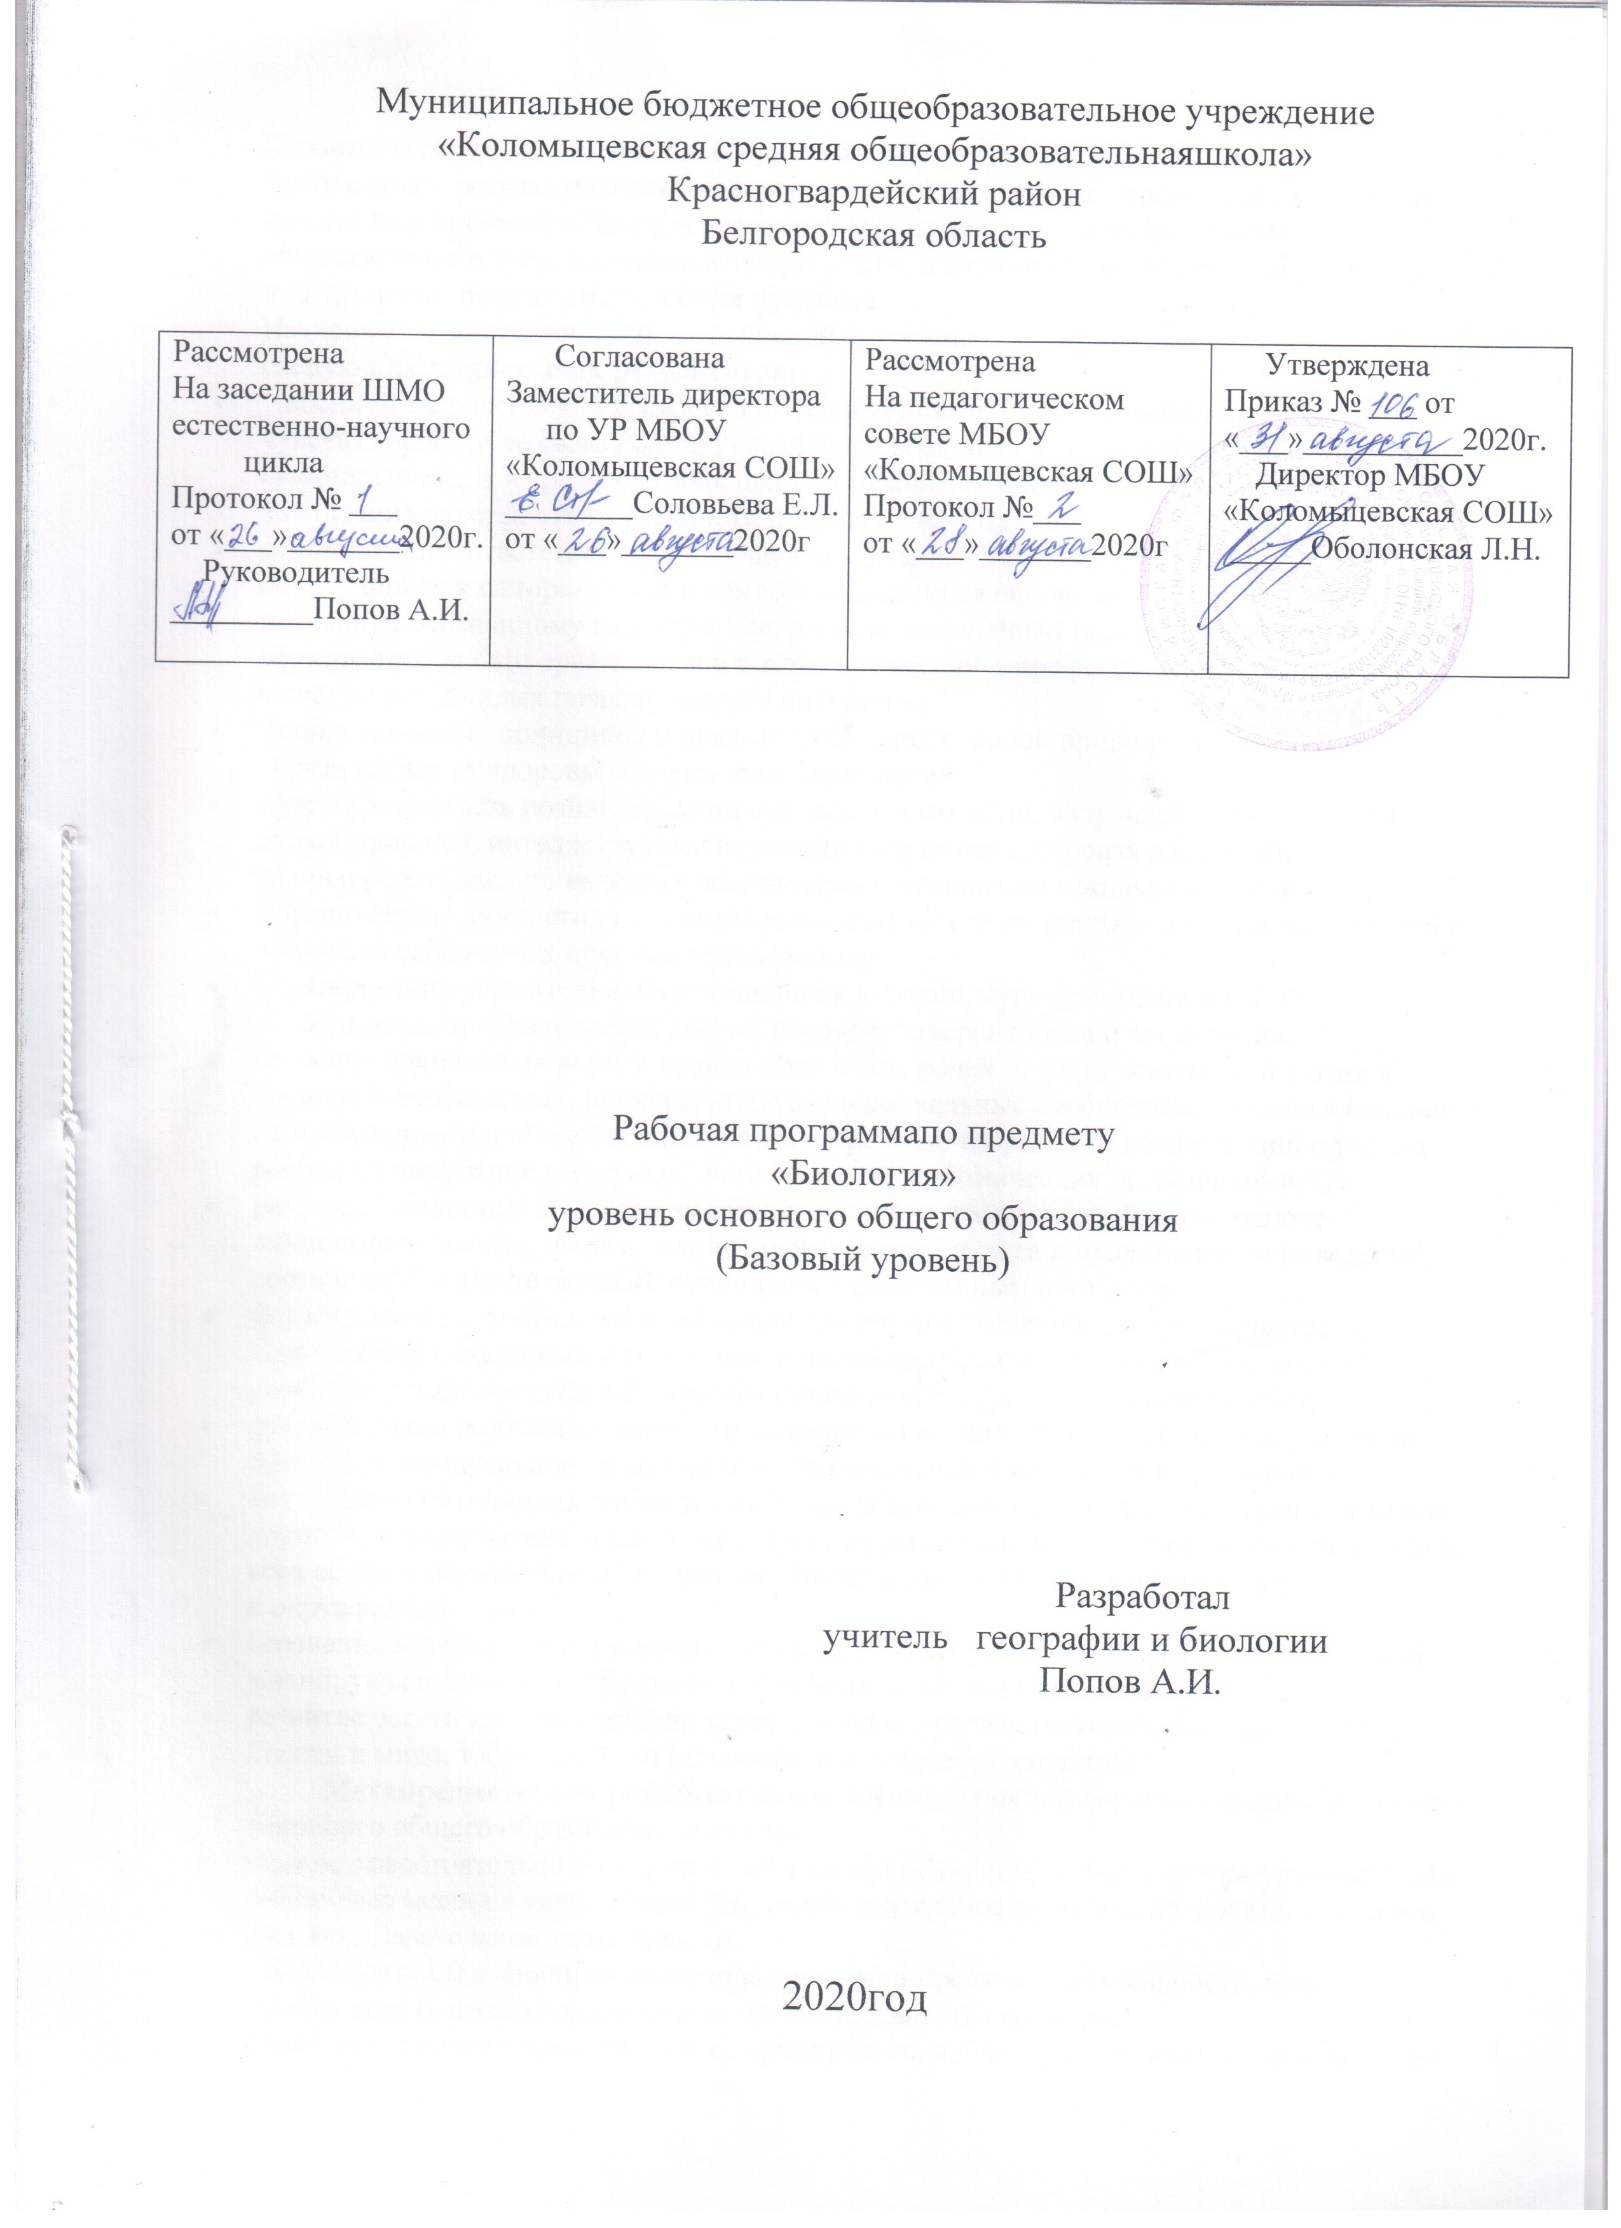 Муниципальное бюджетное общеобразовательное учреждение
«Коломыцевская средняя общеобразовательнаяшкола»
Красногвардейский район
Белгородская область
Рассмотрена
На заседании ШМО
естественно-научного
цикла
Протокол № 1
от «26» августа 2020г.
Руководитель
Попов А.И.
Согласована
Заместитель директора
по УР МБОУ
«Коломыцевская СОШ»
Соловьева Е.Л.
от «26» августа 2020г
Рассмотрена
На педагогическом
совете МБОУ
«Коломыцевская СОШ»
Протокол № 2
от «28» августа 2020г
Утверждена
Приказ № 106 от
«31» августа 2020г.
Директор МБОУ
«Коломыцевская СОШ»
Оболонская Л.Н.
Рабочая программапо предмету
«Биология»
уровень основного общего образования
(Базовый уровень)
Разработал
учитель географии и биологии
Попов А.И.
2020год